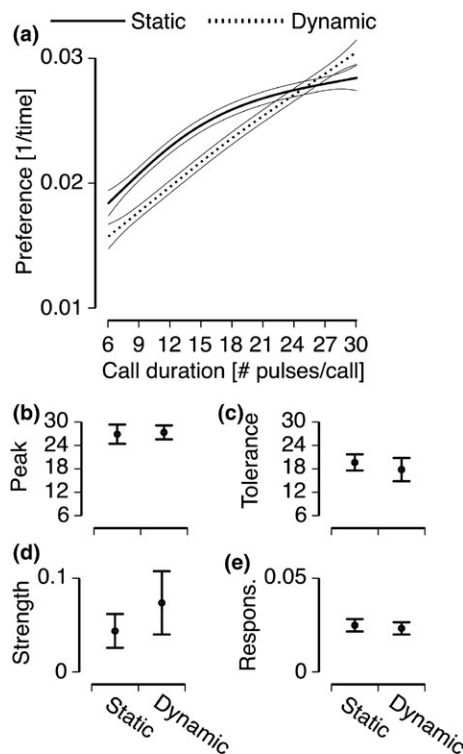 Static Dynamic
(a)
0.03
0.02
0.01
Preference [1/time]
6 9 12 15 18 21 24 27 30
Call duration [# pulses/call]
(b)
30
24
18
12
6
Peak
(c)
30
24
18
12
6
Tolerance
(d)
0.1
0
Strength
Static Dynamic
(e)
0.05
0
Respons.
Static Dynamic